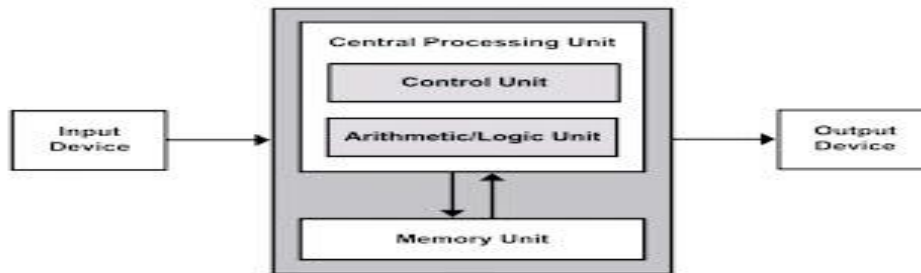 Central Processing Unit
Control Unit
Arithmetic/Logic Unit
Input
Device
Output
Device
Memory Unit